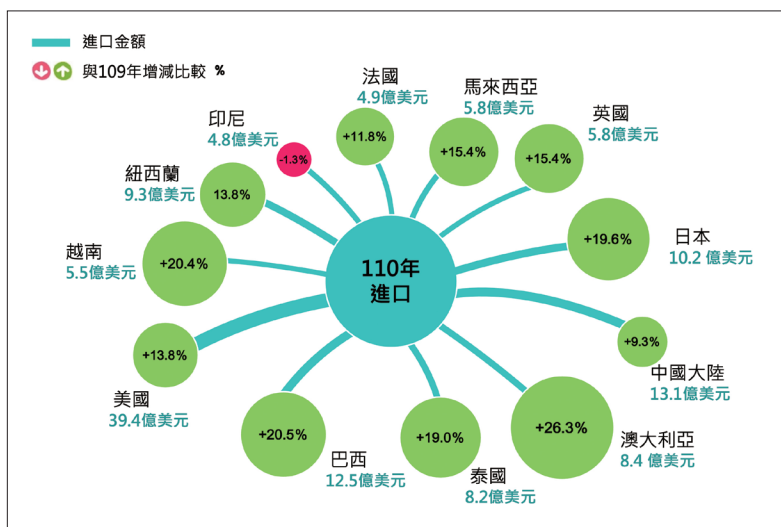 進口金額
與109年增減比較 %
法國
4.9億美元
+11.8%
馬來西亞
5.8億美元
+15.4%
英國
5.8億美元
+15.4%
印尼
4.8億美元
-1.3%
紐西蘭
9.3億美元
13.8%
日本
10.2 億美元
+19.6%
越南
5.5億美元
+20.4%
110年
進口
中國大陸
13.1億美元
+9.3%
美國
39.4億美元
+13.8%
巴西
12.5億美元
+20.5%
泰國
8.2億美元
+19.0%
澳大利亞
8.4 億美元
+26.3%